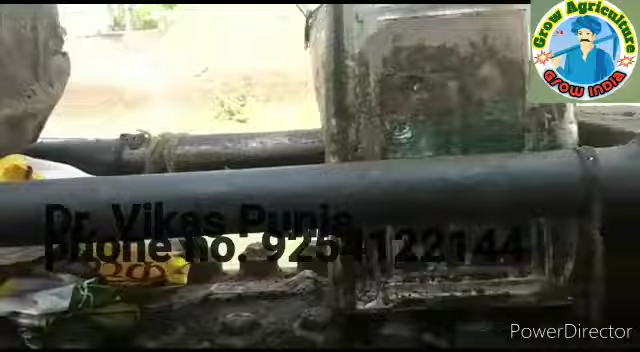 Grow Agriculture
Grow INDIA
Dr. Vikas Punia
phone no. 9254122144
PowerDirector